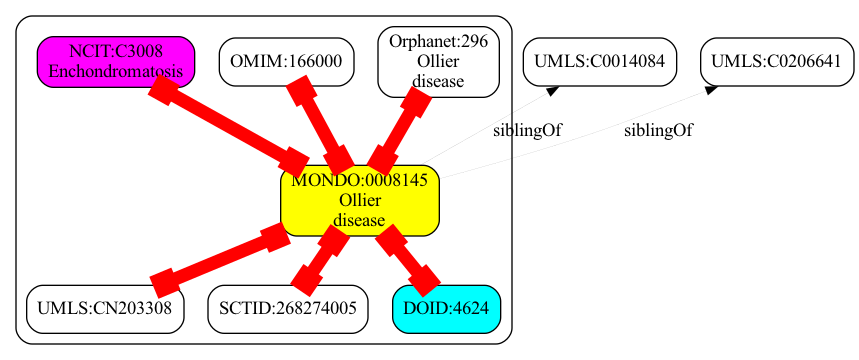 NCIT:C3008
Enchondromatosis
OMIM:166000
Orphanet:296
Ollier
disease
UMLS:C0014084
UMLS:C0206641
siblingOf
siblingOf
MONDO:0008145
Ollier
disease
UMLS:CN203308
SCTID:268274005
DOID:4624